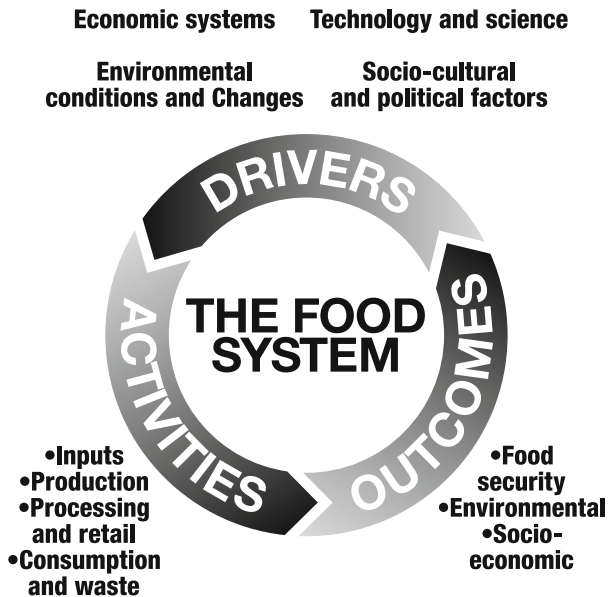 Economic systems
Technology and science
Environmental
conditions and Changes
Socio-cultural
and political factors
DRIVERS
THE FOOD
SYSTEM
ACTIVITIES
OUTCOMES
•Inputs
•Production
•Processing
and retail
•Consumption
and waste
•Food
security
•Environmental
•Socio-
economic